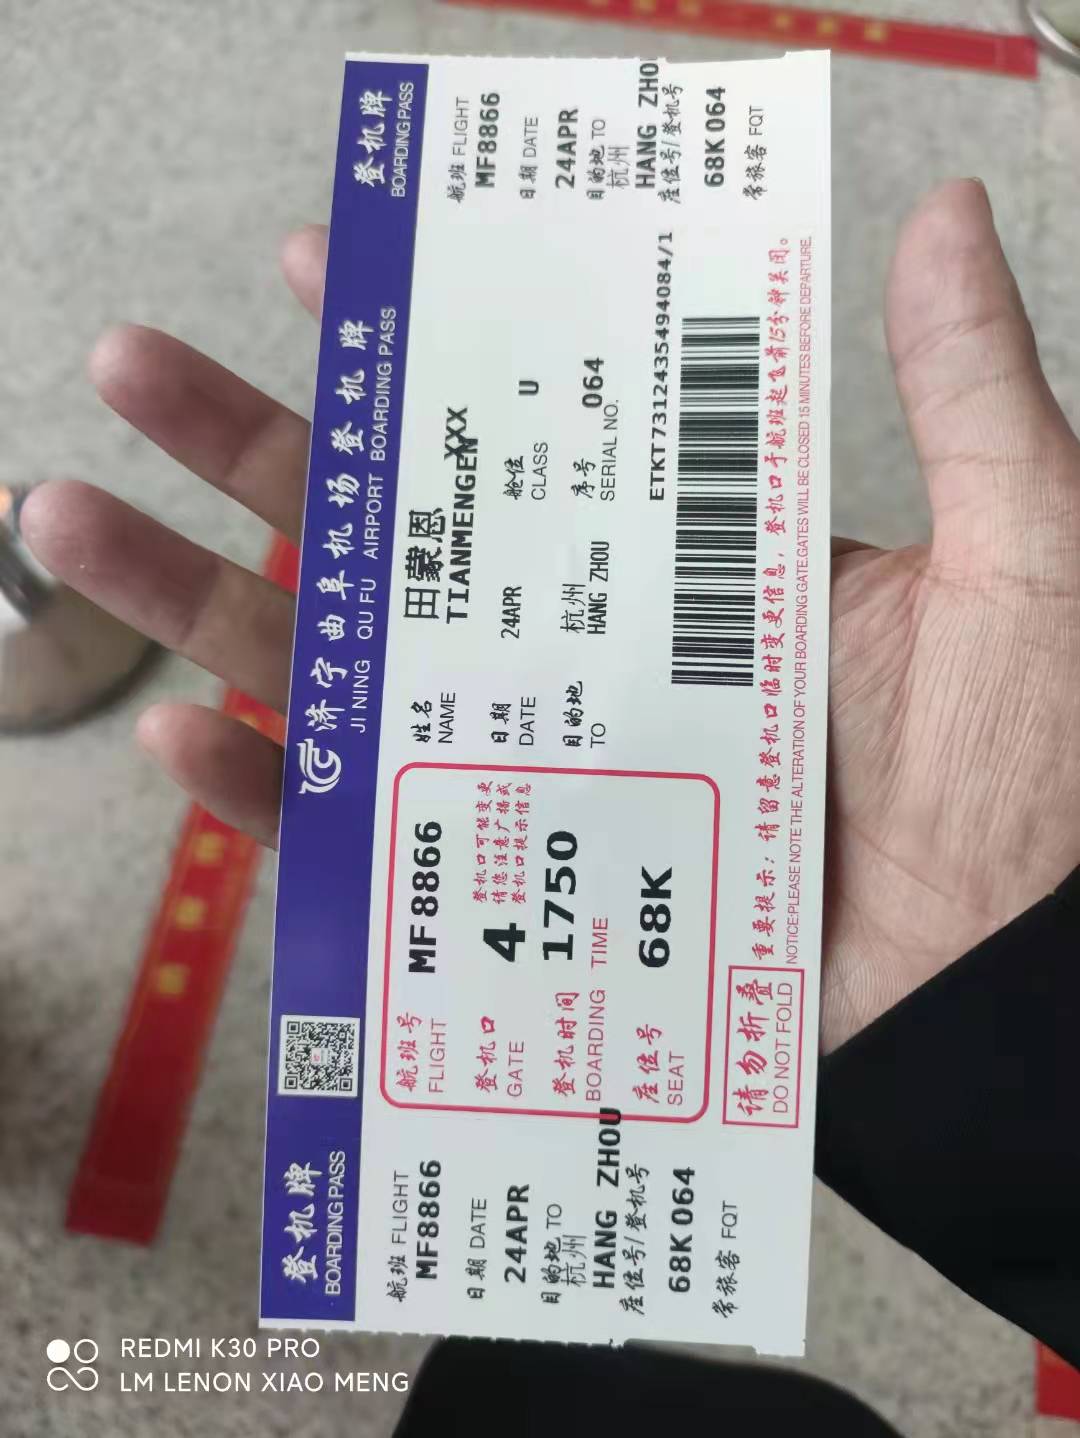 登机牌
BOARDING PASS
航班 FLIGHT
MF8866
日期 DATE
24APR
目的地 TO
杭州
HANG ZHOU
座位号/登机号
68K 064
常旅客 FQT
济宁曲阜机场登机牌
JI NING QU FU AIRPORT BOARDING PASS
航班号
FLIGHT
MF8866
登机口
GATE
4
登机口可能变更
请您注意广播或
登机口提示信息
登机时间
BOARDING TIME
1750
座位号
SEAT
68K
姓名
NAME
田蒙恩
TIANMENGEN
XXX
日期
DATE
24APR
舱位
CLASS
U
目的地
TO
杭州
HANG ZHOU
序号
SERIAL NO.
064
ETKT7312435494084/1
请勿折叠
DO NOT FOLD
重要提示：请留意登机口临时变更信息，登机口于航班起飞前15分钟关闭。
NOTICE:PLEASE NOTE THE ALTERATION OF YOUR BOARDING GATE.GATES WILL BE CLOSED 15 MINUTES BEFORE DEPARTURE.
登机牌
BOARDING PASS
航班 FLIGHT
MF8866
日期 DATE
24APR
目的地 TO
杭州
HANG ZHO
座位号/登机号
68K 064
常旅客 FQT
REDMI K30 PRO
LM LENON XIAO MENG